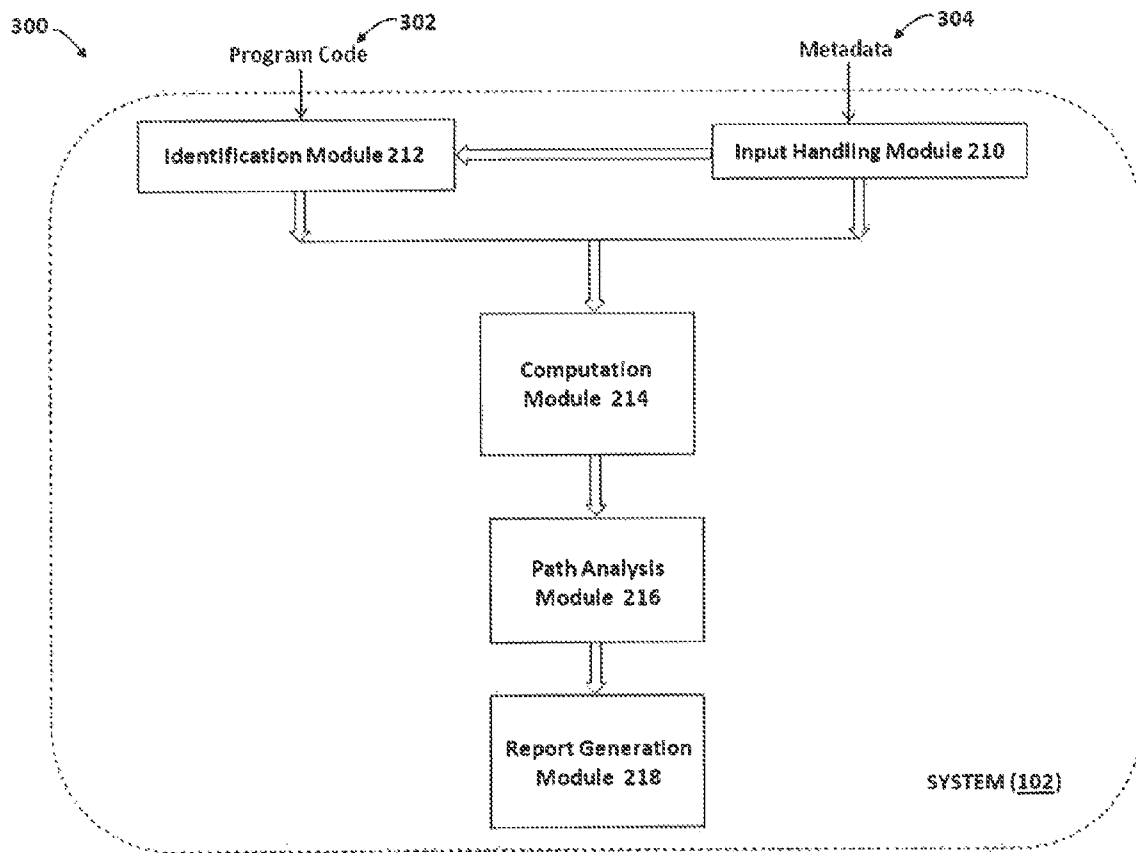 300
302
Program Code
304
Metadata
Identification Module 212
Input Handling Module 210
Computation
Module 214
Path Analysis
Module 216
Report Generation
Module 218
SYSTEM (102)